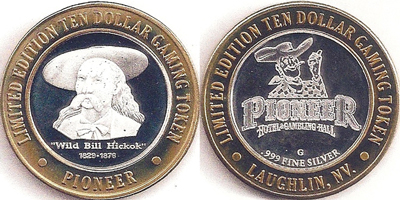 LIMITED EDITION TEN DOLLAR GAMING TOKEN
"Wild Bill Hickok"
1829-1876
• PIONEER •
LIMITED EDITION TEN DOLLAR GAMING TOKEN
PIONEER
HOTEL & GAMBLING HALL
G
.999 FINE SILVER
• LAUGHLIN, NV. •